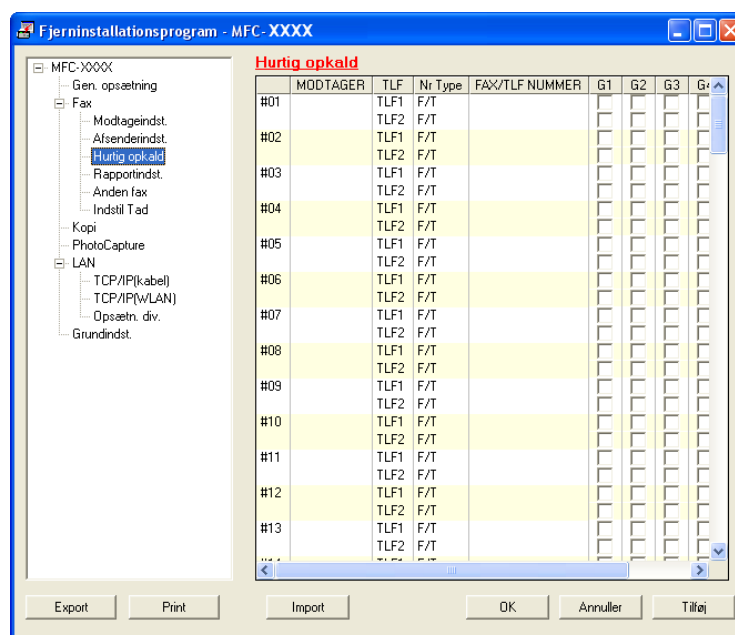 Fjerninstallationsprogram - MFC-XXXX
MFC-XXXX
Gen. opsætning
Fax
Modtageindst.
Afsenderindst.
Hurtig opkald
Rapportindst.
Anden fax
Indstil Tad
Kopi
PhotoCapture
LAN
TCP/IP(kabel)
TCP/IP(WLAN)
Opsætn. div.
Grundindst.
Hurtig opkald
MODTAGER TLF Nr Type FAX/TLF NUMMER G1 G2 G3 G4
#01 TLF1 F/T
TLF2 F/T
#02 TLF1 F/T
TLF2 F/T
#03 TLF1 F/T
TLF2 F/T
#04 TLF1 F/T
TLF2 F/T
#05 TLF1 F/T
TLF2 F/T
#06 TLF1 F/T
TLF2 F/T
#07 TLF1 F/T
TLF2 F/T
#08 TLF1 F/T
TLF2 F/T
#09 TLF1 F/T
TLF2 F/T
#10 TLF1 F/T
TLF2 F/T
#11 TLF1 F/T
TLF2 F/T
#12 TLF1 F/T
TLF2 F/T
#13 TLF1 F/T
TLF2 F/T
Export Print Import OK Annuller Tilføj